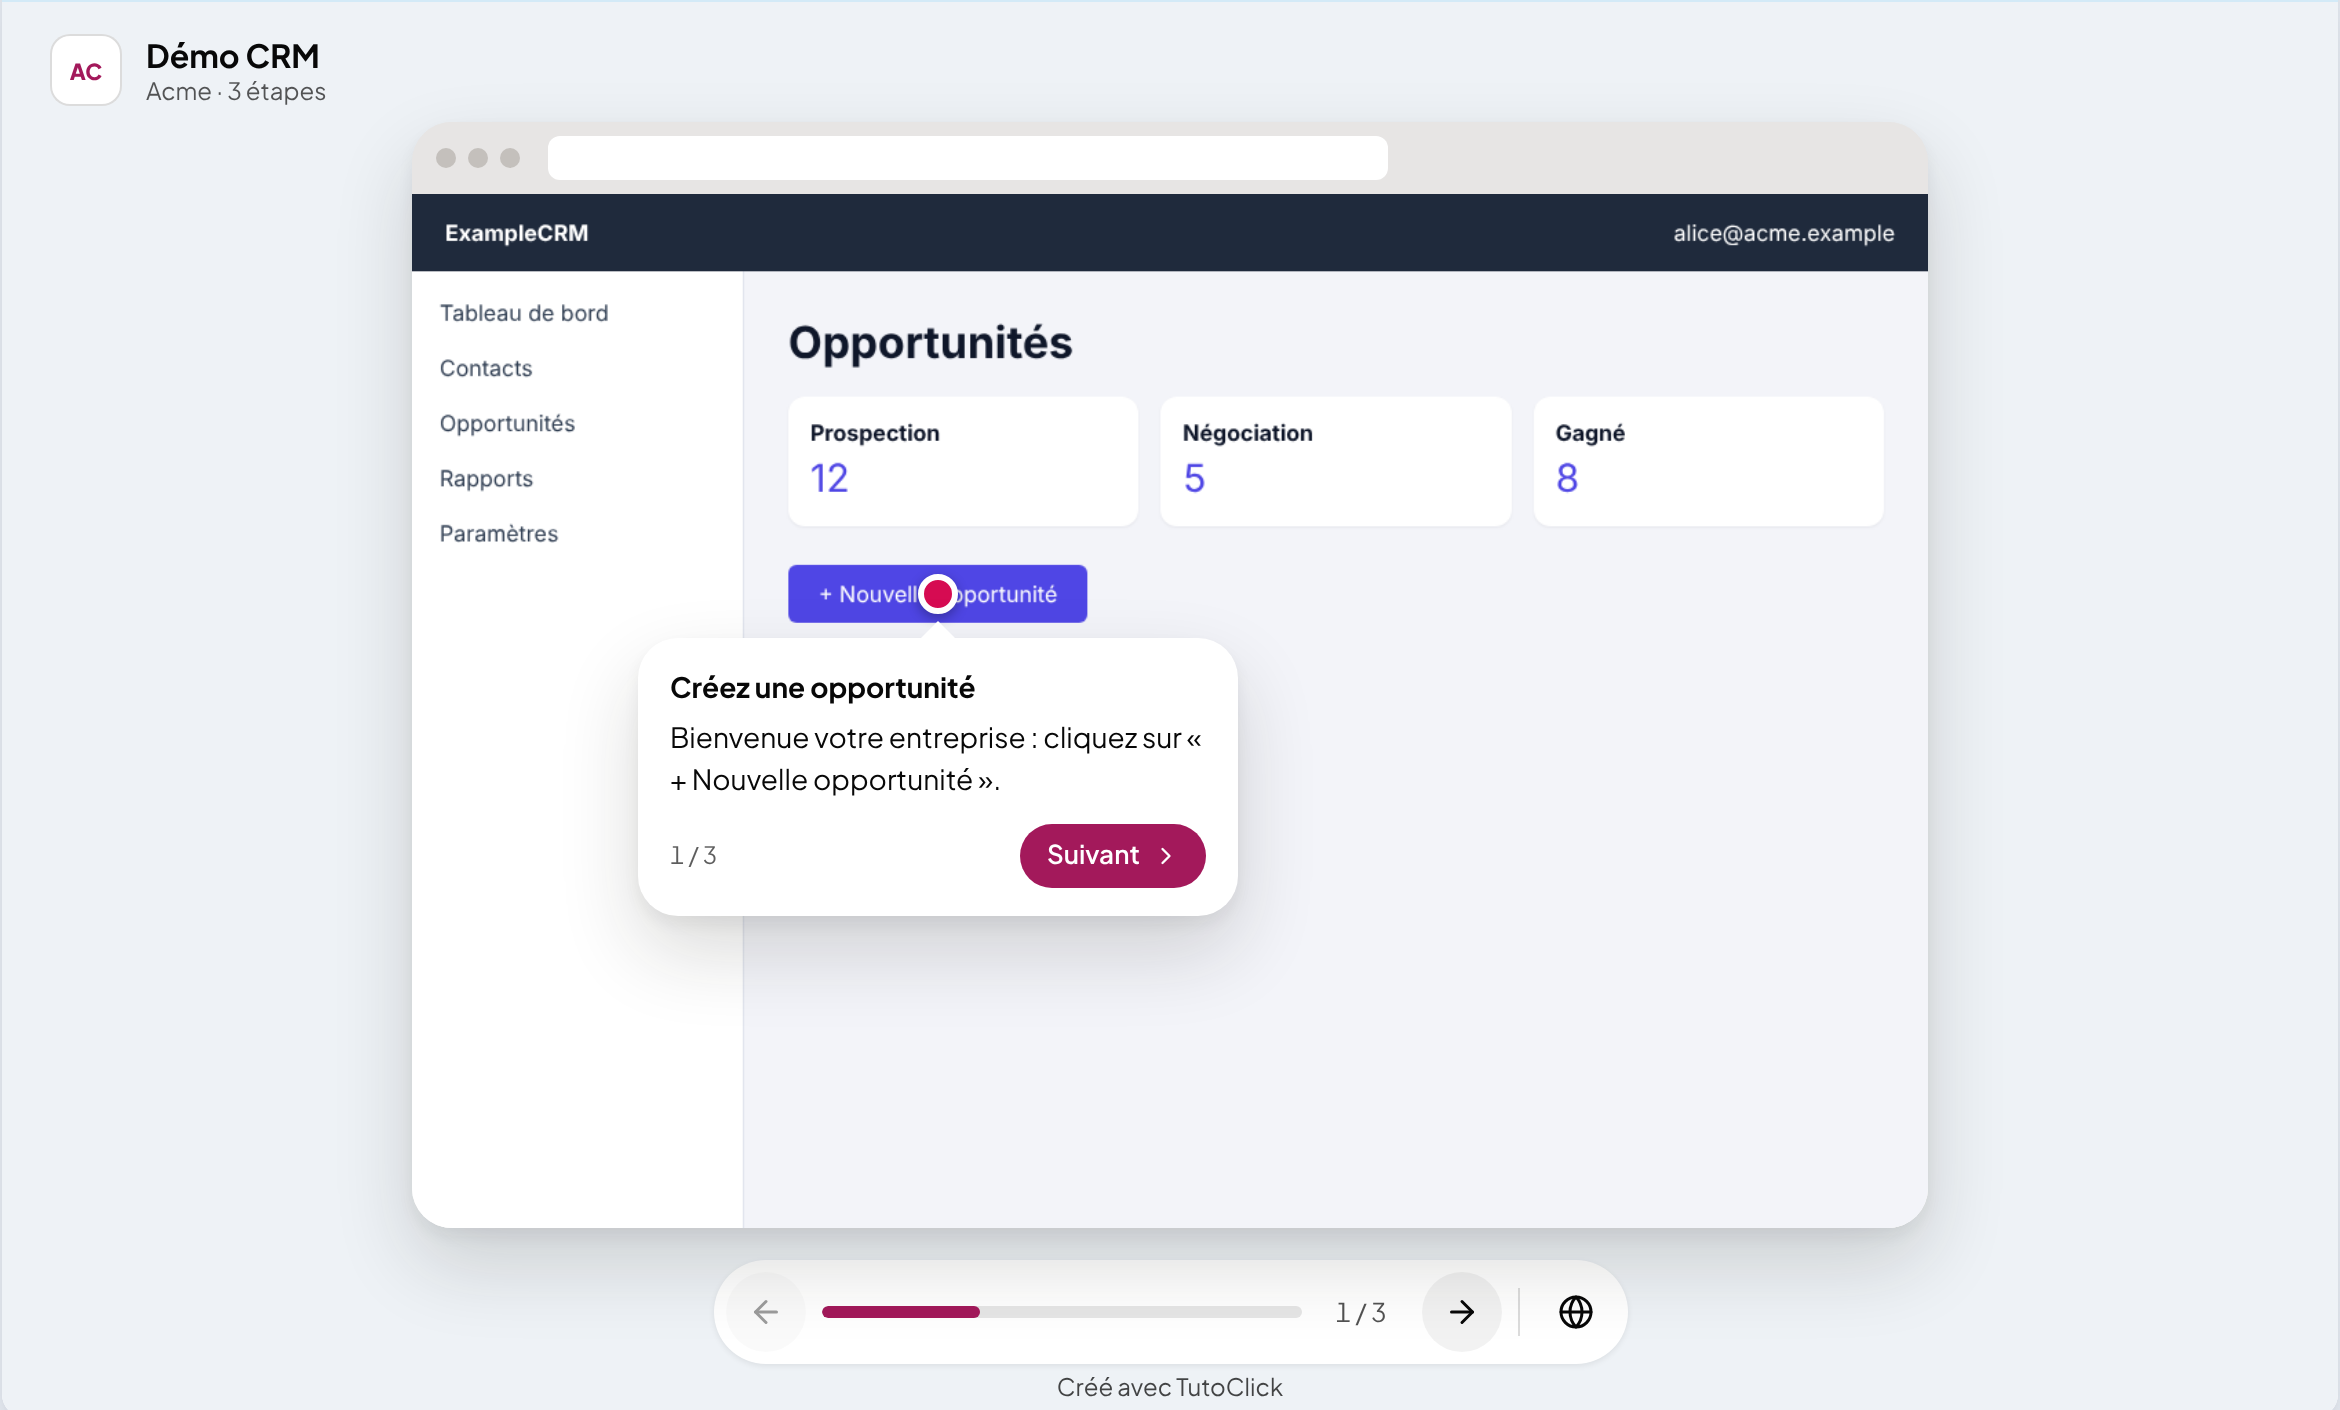 AC
Démo CRM
Acme · 3 étapes
ExampleCRM
alice@acme.example
Tableau de bord
Contacts
Opportunités
Rapports
Paramètres
Opportunités
Prospection
12
Négociation
5
Gagné
8
+ Nouvell pportunité
Créez une opportunité
Bienvenue votre entreprise : cliquez sur «
+ Nouvelle opportunité ».
1 / 3
Suivant
1 / 3
Créé avec TutoClick